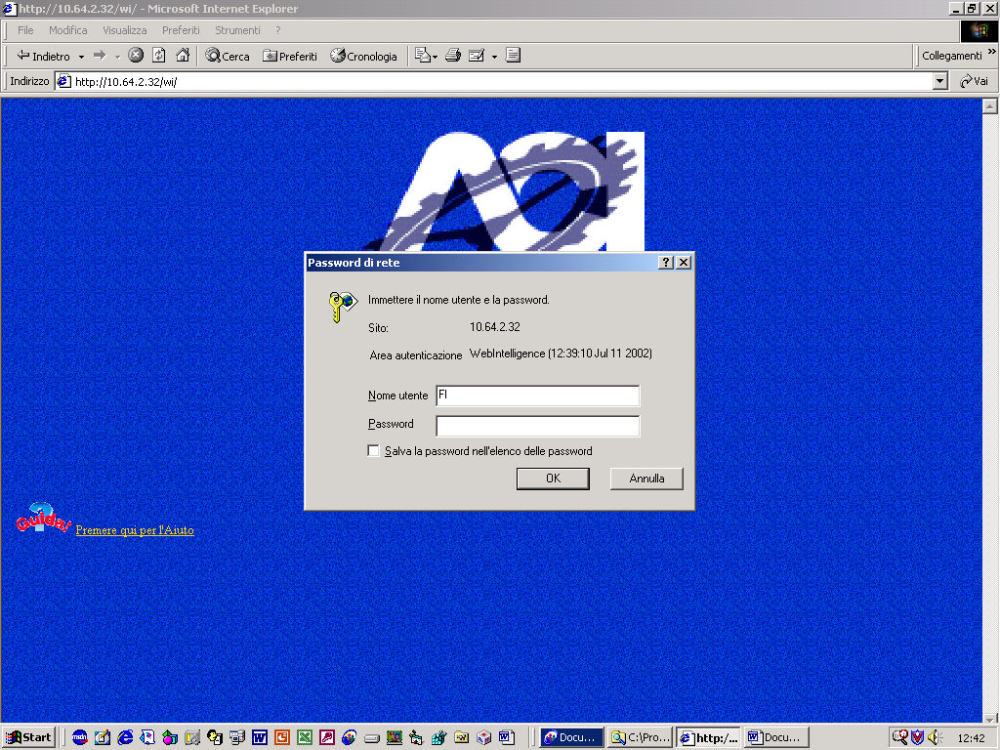 http://10.64.2.32/wi/ - Microsoft Internet Explorer
File Modifica Visualizza Preferiti Strumenti ?
Indietro Cerca Preferiti Cronologia Collegamenti »
Indirizzo http://10.64.2.32/wi/ Vai
Password di rete
Immettere il nome utente e la password.
Sito: 10.64.2.32
Area autenticazione WebIntelligence (12:39:10 Jul 11 2002)
Nome utente FI
Password
Salva la password nell'elenco delle password
OK Annulla
Guida!
Premere qui per l'Aiuto
Start msn Docu... C:\Pro... http:/... Docu... 12:42